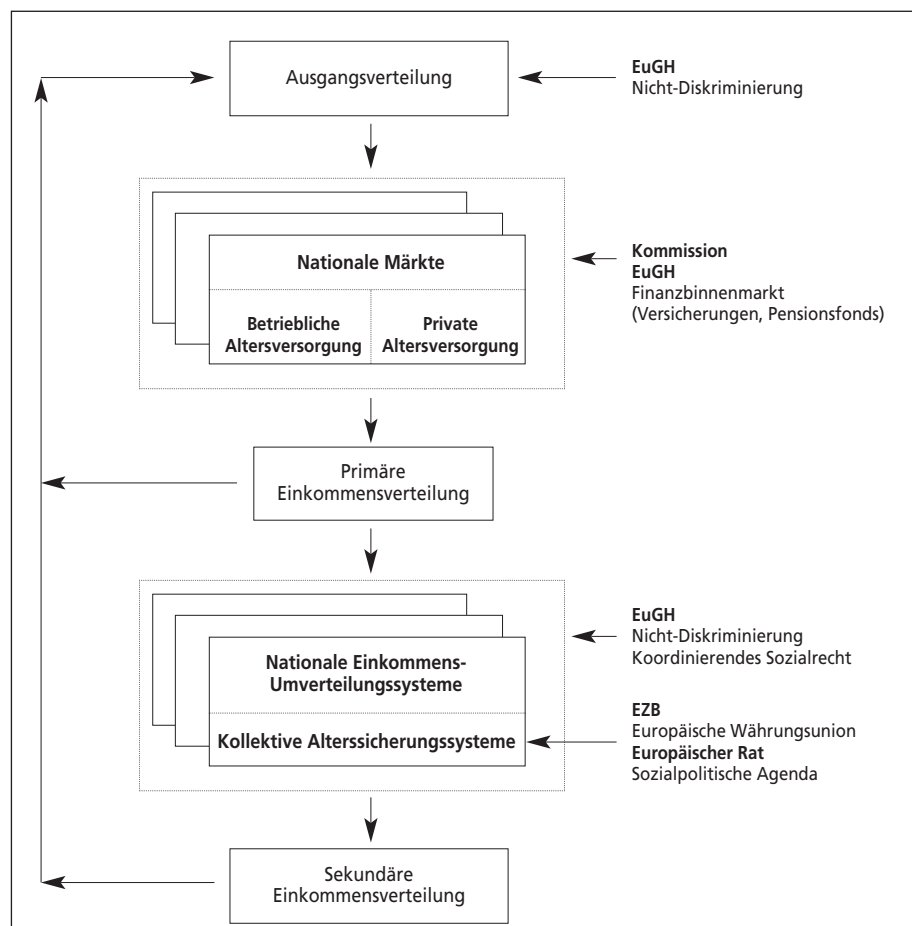 Ausgangsverteilung
EuGH
Nicht-Diskriminierung
Nationale Märkte
Betriebliche
Altersversorgung
Private
Altersversorgung
Kommission
EuGH
Finanzbinnenmarkt
(Versicherungen, Pensionsfonds)
Primäre
Einkommensverteilung
Nationale Einkommens-
Umverteilungssysteme
Kollektive Alterssicherungssysteme
EuGH
Nicht-Diskriminierung
Koordinierendes Sozialrecht
EZB
Europäische Währungsunion
Europäischer Rat
Sozialpolitische Agenda
Sekundäre
Einkommensverteilung